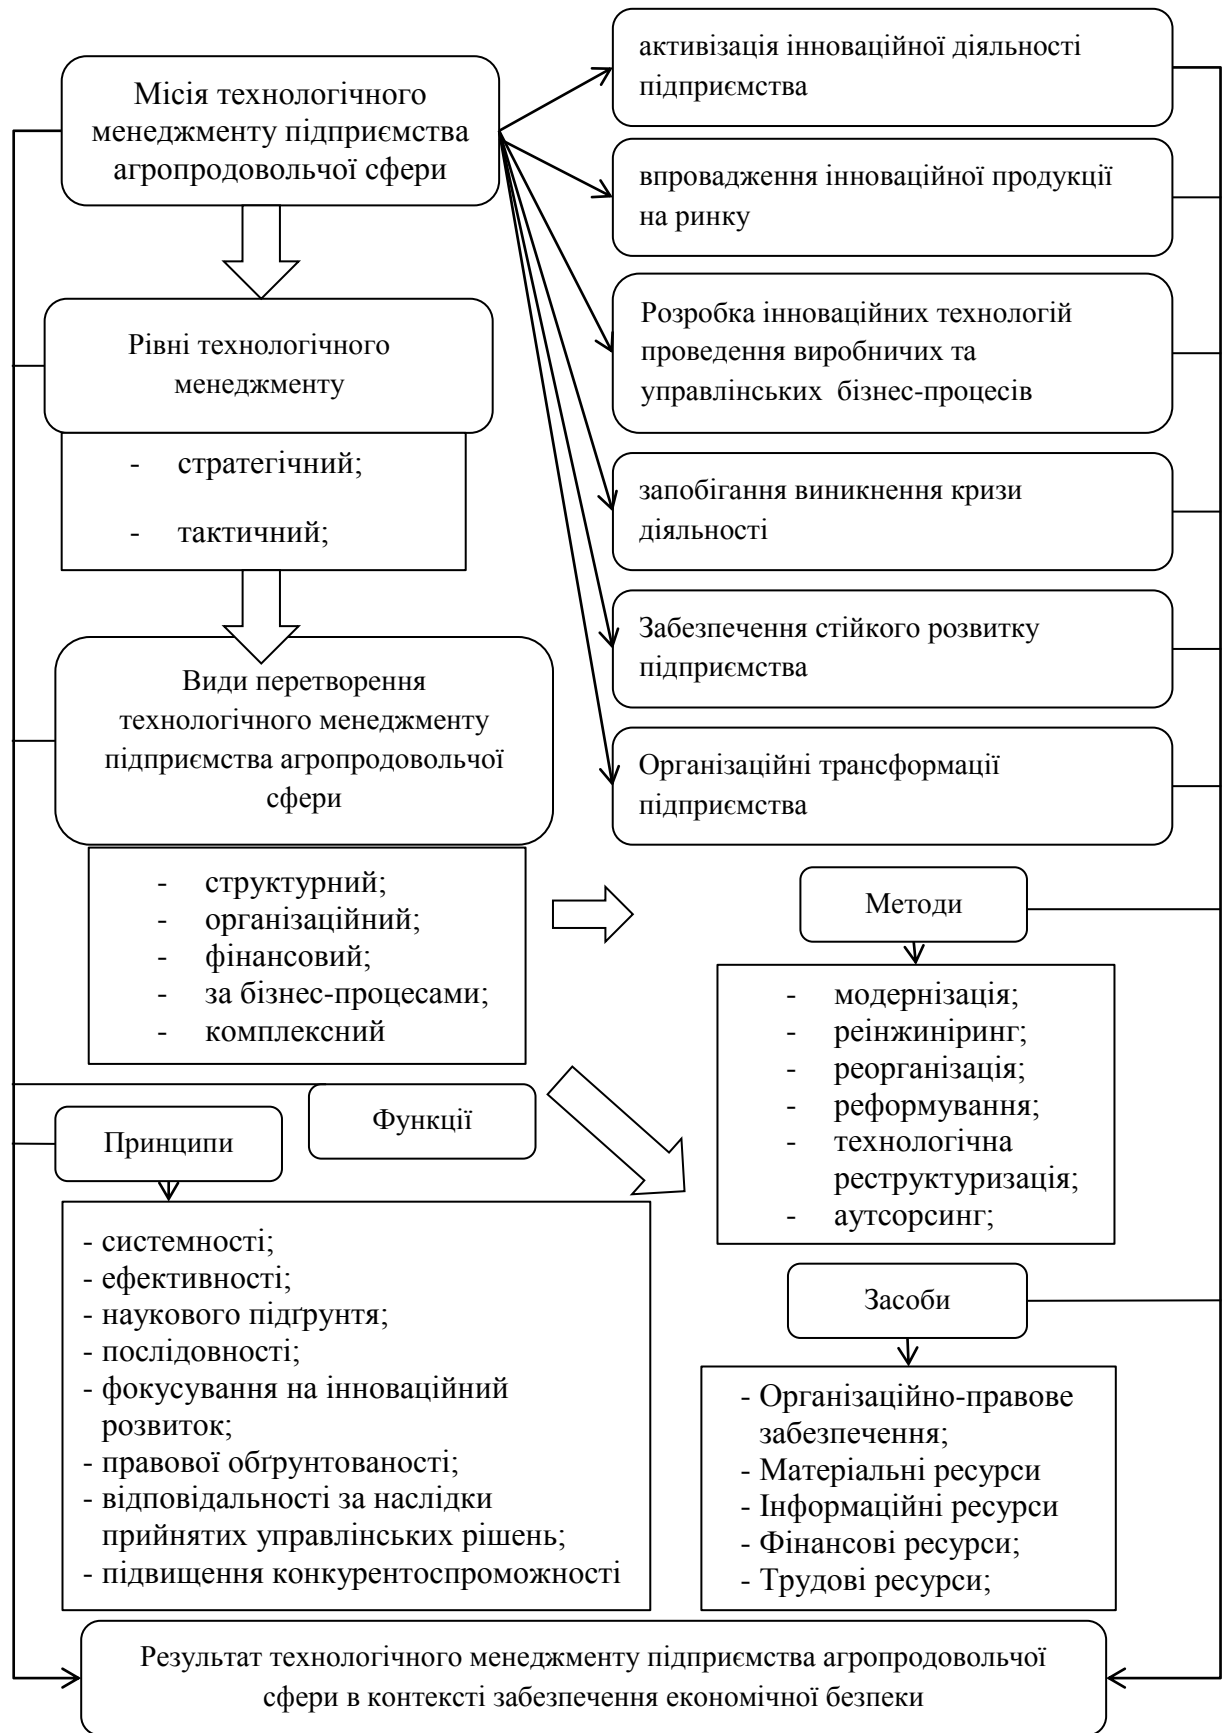 Місія технологічного
менеджменту підприємства
агропродовольчої сфери
активізація інноваційної діяльності
підприємства
впровадження інноваційної продукції
на ринку
Розробка інноваційних технологій
проведення виробничих та
управлінських бізнес-процесів
запобігання виникнення кризи
діяльності
Забезпечення стійкого розвитку
підприємства
Організаційні трансформації
підприємства
Рівні технологічного
менеджменту
- стратегічний;
- тактичний;
Види перетворення
технологічного менеджменту
підприємства агропродовольчої
сфери
- структурний;
- організаційний;
- фінансовий;
- за бізнес-процесами;
- комплексний
Методи
- модернізація;
- реінжиніринг;
- реорганізація;
- реформування;
- технологічна
реструктуризація;
- аутсорсинг;
Функції
Принципи
- системності;
- ефективності;
- наукового підґрунтя;
- послідовності;
- фокусування на інноваційний
розвиток;
- правової обґрунтованості;
- відповідальності за наслідки
прийнятих управлінських рішень;
- підвищення конкурентоспроможності
Засоби
- Організаційно-правове
забезпечення;
- Матеріальні ресурси
- Інформаційні ресурси
- Фінансові ресурси;
- Трудові ресурси;
Результат технологічного менеджменту підприємства агропродовольчої
сфери в контексті забезпечення економічної безпеки